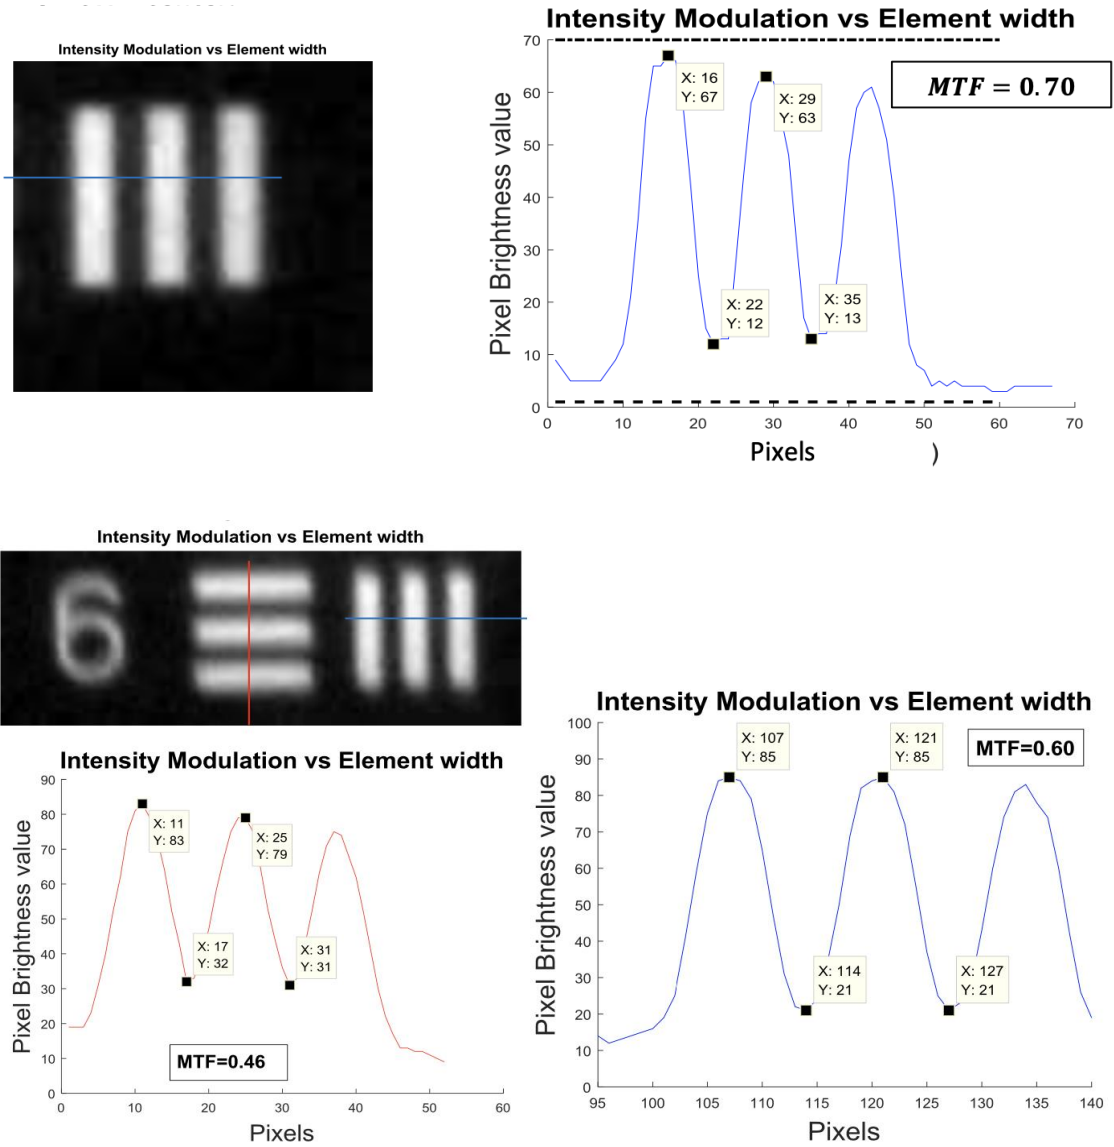 Intensity Modulation vs Element width
Intensity Modulation vs Element width
MTF = 0.70
Pixel Brightness value
70
60
50
40
30
20
10
0
X: 16
Y: 67
X: 29
Y: 63
X: 22
Y: 12
X: 35
Y: 13
0 10 20 30 40 50 60 70
Pixels )
Intensity Modulation vs Element width
6
Intensity Modulation vs Element width
Pixel Brightness value
90
80
70
60
50
40
30
20
10
0
X: 11
Y: 83
X: 25
Y: 79
X: 17
Y: 32
X: 31
Y: 31
MTF=0.46
0 10 20 30 40 50 60
Pixels
Intensity Modulation vs Element width
MTF=0.60
Pixel Brightness value
100
90
80
70
60
50
40
30
20
10
0
X: 107
Y: 85
X: 121
Y: 85
X: 114
Y: 21
X: 127
Y: 21
95 100 105 110 115 120 125 130 135 140
Pixels